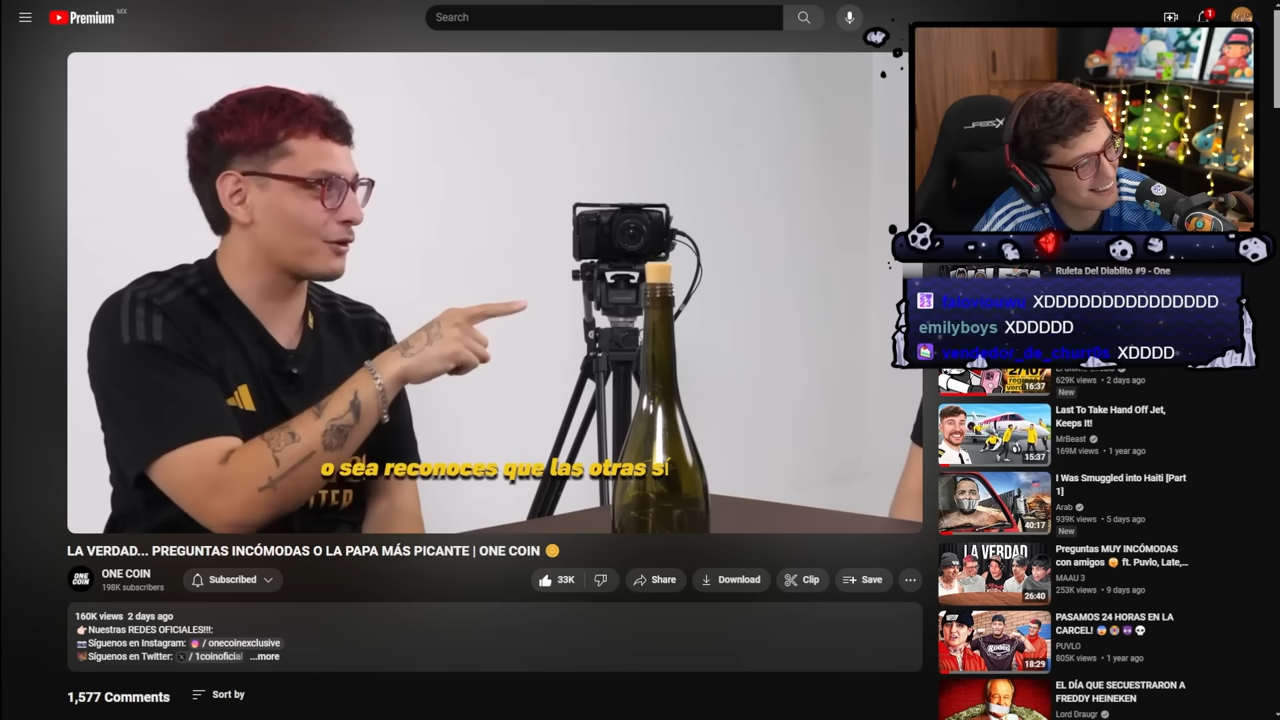 Premium MX
Search
1
o sea reconoces que las otras sí
Ruleta Del Diablito #9 - One
XDDDDDDDDDDDDDDD
emilyboys XDDDDD
vendedor_de_churr0s XDDDD
16:37
629K views • 2 days ago
New
Last To Take Hand Off Jet,
Keeps It!
MrBeast
169M views • 1 year ago
15:37
I Was Smuggled into Haiti [Part
1]
Arab
939K views • 5 days ago
New
40:17
LA VERDAD
Preguntas MUY INCÓMODAS
con amigos 😳 ft. Puvlo, Late,...
MAAU 3
253K views • 9 days ago
26:40
PASAMOS 24 HORAS EN LA
CARCEL!
PUVLO
805K views • 1 year ago
18:29
EL DÍA QUE SECUESTRARON A
FREDDY HEINEKEN
Lord Draugr
LA VERDAD... PREGUNTAS INCÓMODAS O LA PAPA MÁS PICANTE | ONE COIN 🪙
ONE COIN
ONE COIN
198K subscribers
Subscribed
33K
Share
Download
Clip
Save
160K views 2 days ago
👉🏻Nuestras REDES OFICIALES!!!:
📷Síguenos en Instagram: / onecoinexclusive
Síguenos en Twitter: / 1coinoficial ...more
1,577 Comments
Sort by